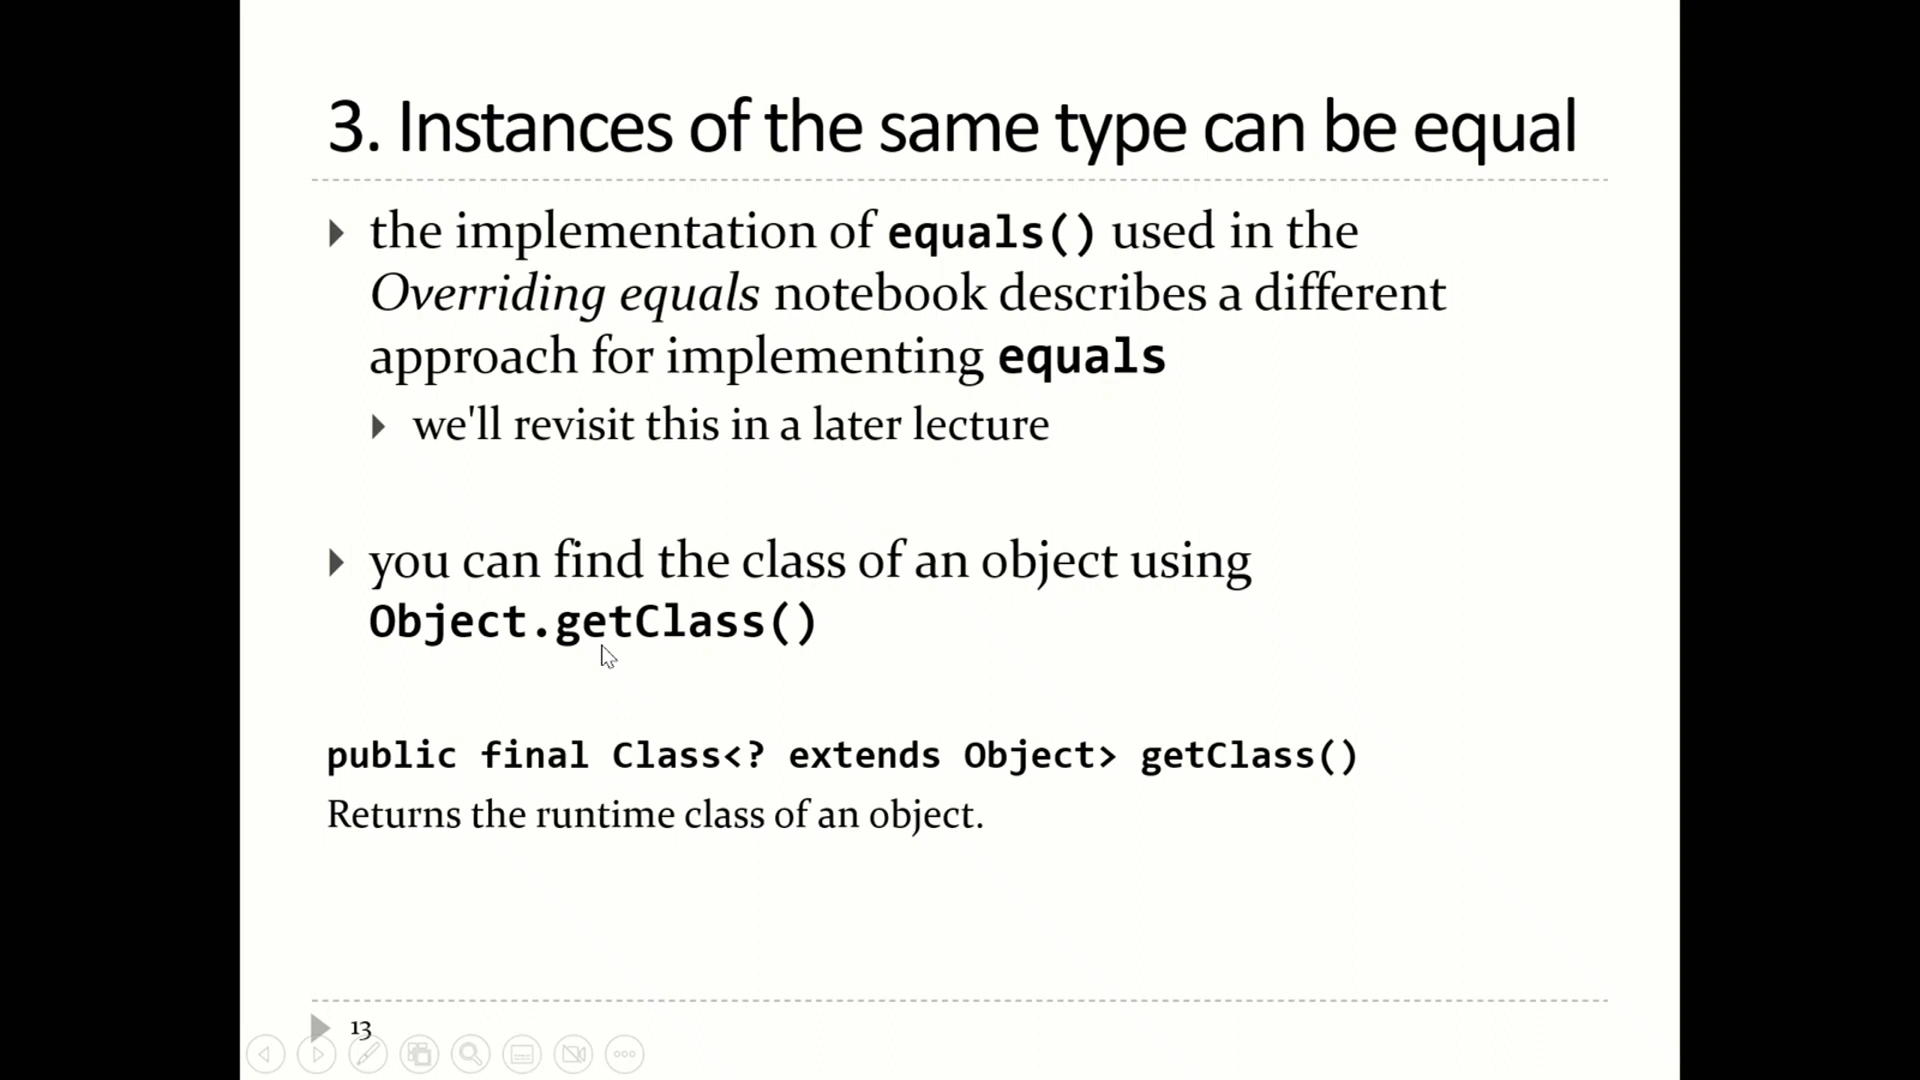 3. Instances of the same type can be equal
the implementation of equals() used in the
Overriding equals notebook describes a different
approach for implementing equals
we'll revisit this in a later lecture
you can find the class of an object using
Object.getClass()
public final Class<? extends Object> getClass()
Returns the runtime class of an object.
13